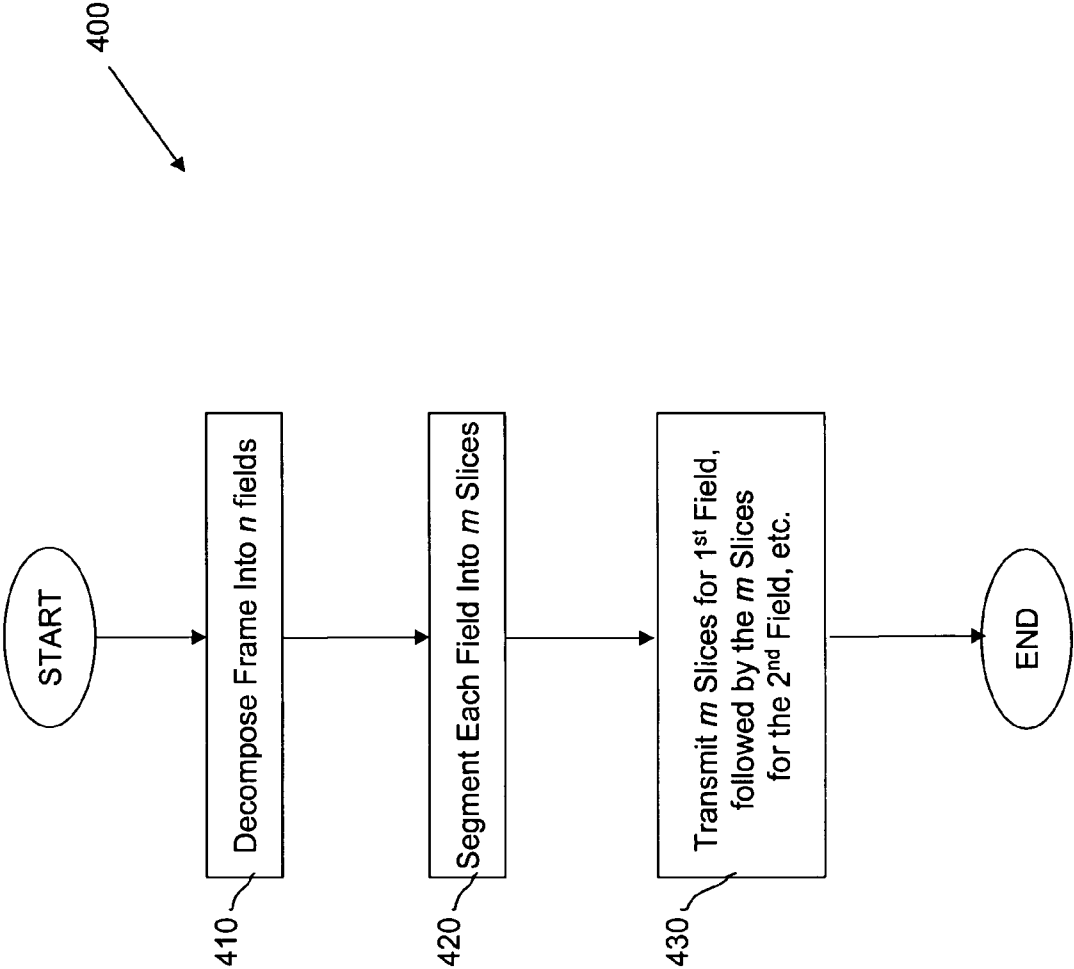 400
START
410
Decompose Frame Into n fields
420
Segment Each Field Into m Slices
430
Transmit m Slices for 1st Field,
followed by the m Slices
for the 2nd Field, etc.
END